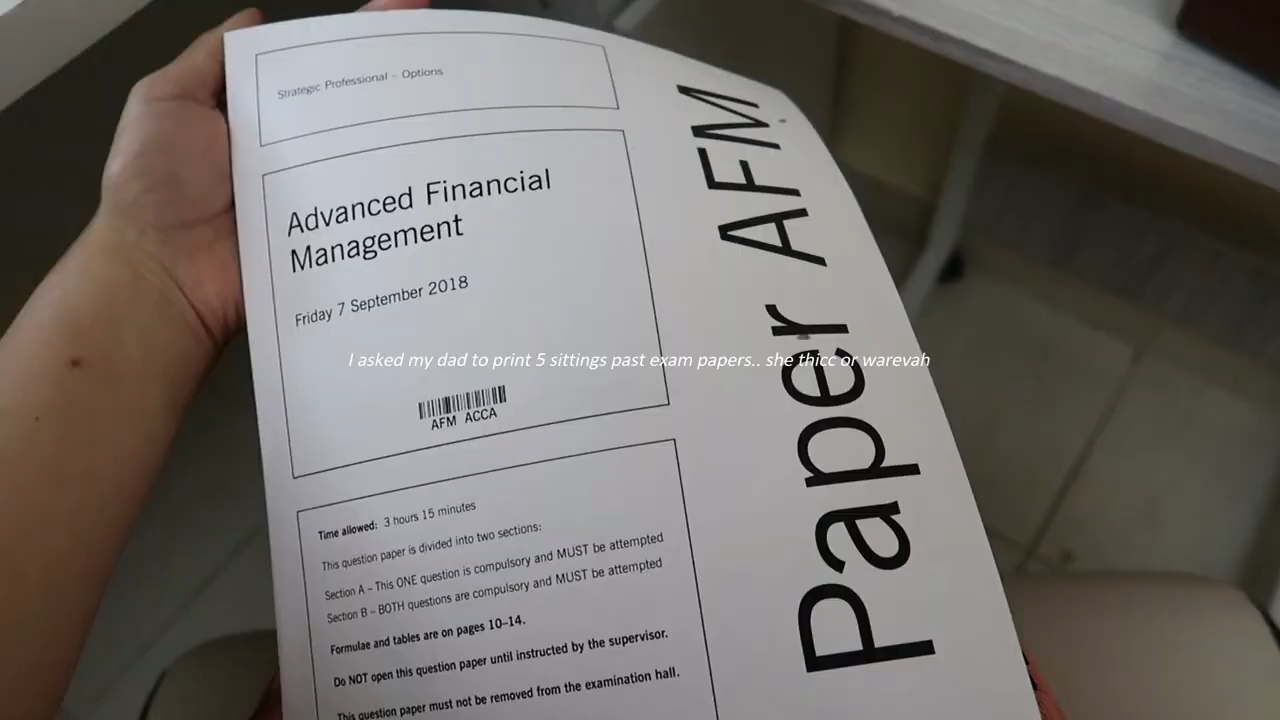 Strategic Professional – Options
Advanced Financial
Management
Friday 7 September 2018
AFM ACCA
Time allowed: 3 hours 15 minutes
This question paper is divided into two sections:
Section A – This ONE question is compulsory and MUST be attempted
Section B – BOTH questions are compulsory and MUST be attempted
Formulae and tables are on pages 10–14.
Do NOT open this question paper until instructed by the supervisor.
This question paper must not be removed from the examination hall.
Paper AFM
I asked my dad to print 5 sittings past exam papers.. she thicc or warevah